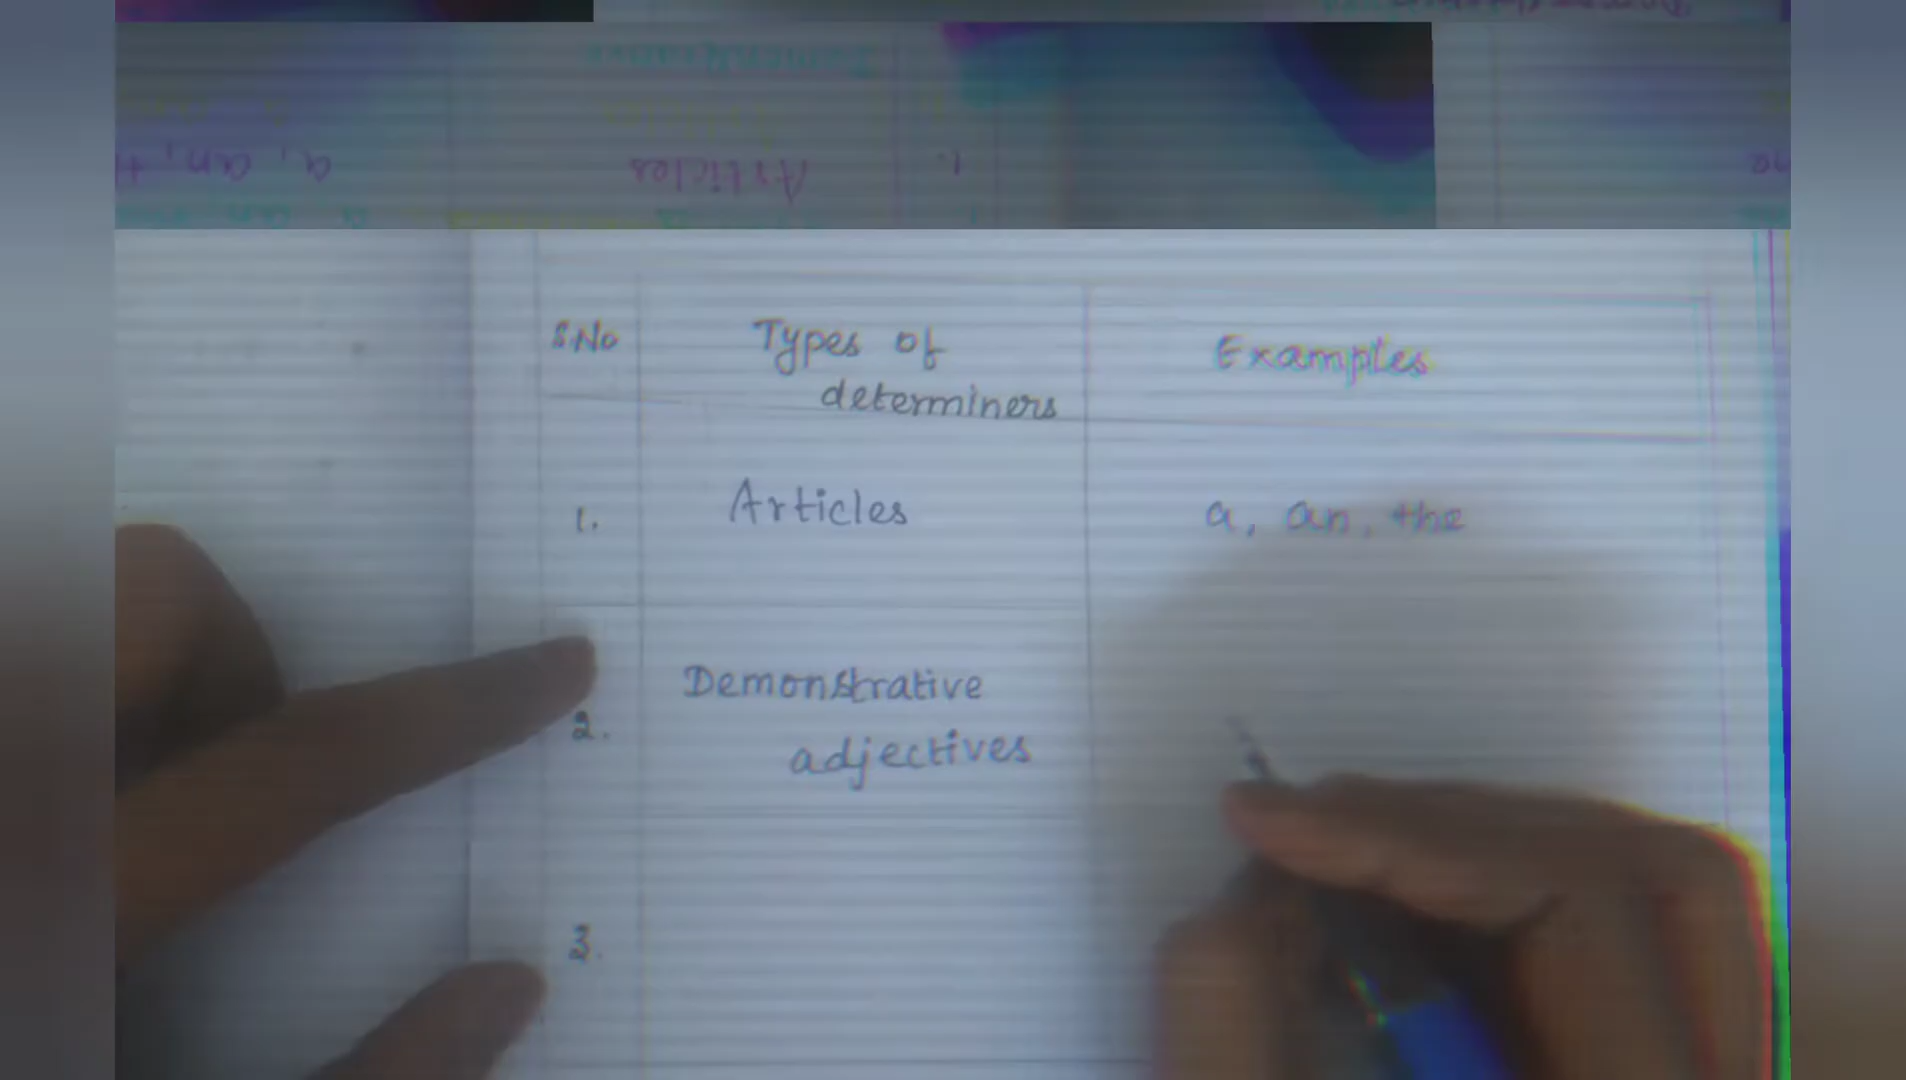 S.No Types of Examples
determiners
1. Articles a, an, the
Demonstrative
2.
adjectives
3.